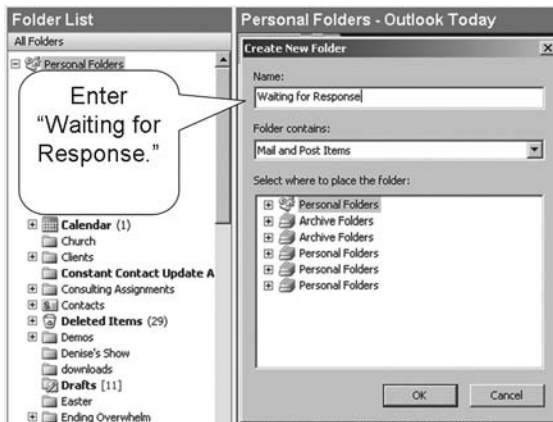 Folder List
All Folders
Personal Folders
Enter
“Waiting for
Response.”
Calendar (1)
Church
Clients
Constant Contact Update A
Consulting Assignments
Contacts
Deleted Items (29)
Demos
Denise's Show
downloads
Drafts [11]
Easter
Ending Overwhelm
Personal Folders - Outlook Today
Create New Folder
Name:
Waiting for Response
Folder contains:
Mail and Post Items
Select where to place the folder:
Personal Folders
Archive Folders
Archive Folders
Personal Folders
Personal Folders
Personal Folders
OK
Cancel